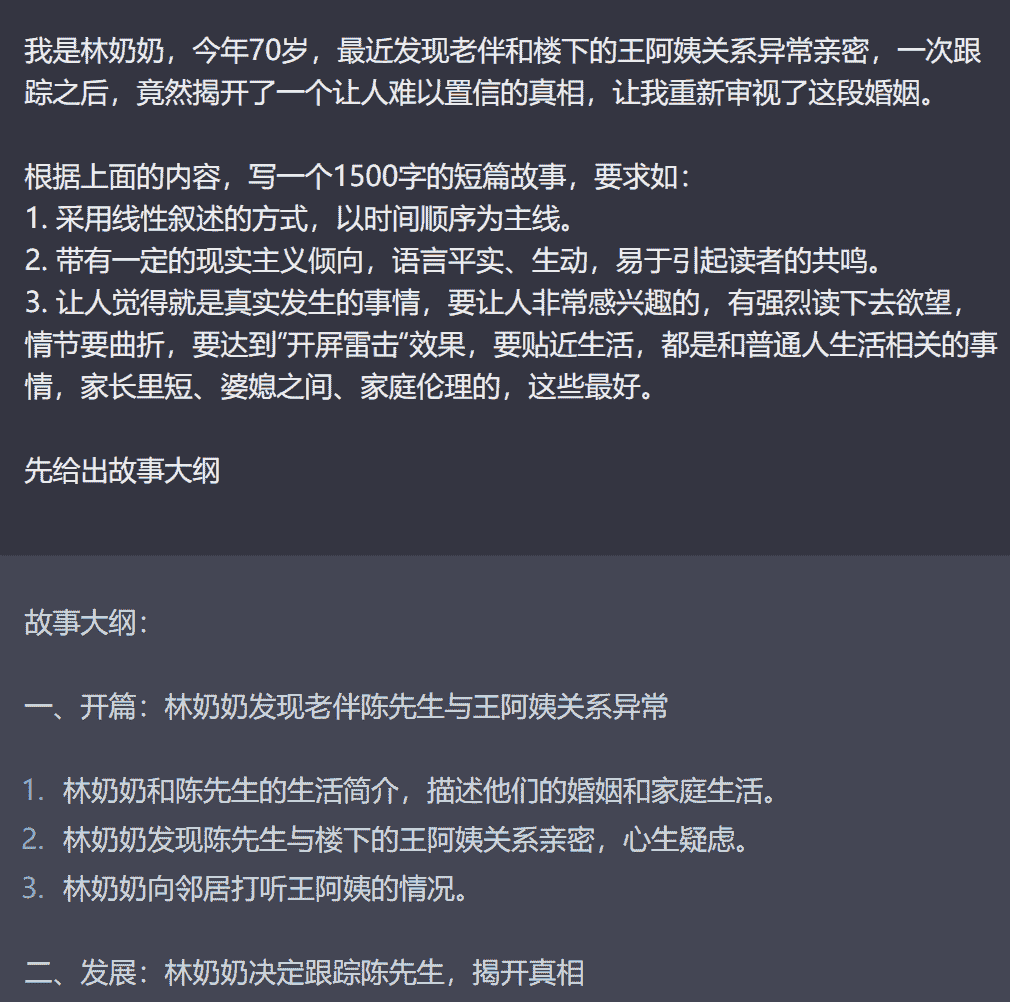 我是林奶奶，今年70岁，最近发现老伴和楼下的王阿姨关系异常亲密，一次跟
踪之后，竟然揭开了一个让人难以置信的真相，让我重新审视了这段婚姻。
根据上面的内容，写一个1500字的短篇故事，要求如：
1. 采用线性叙述的方式，以时间顺序为主线。
2. 带有一定的现实主义倾向，语言平实、生动，易于引起读者的共鸣。
3. 让人觉得就是真实发生的事情，要让人非常感兴趣的，有强烈读下去欲望，
情节要曲折，要达到”开屏雷击“效果，要贴近生活，都是和普通人生活相关的事
情，家长里短、婆媳之间、家庭伦理的，这些最好。
先给出故事大纲
故事大纲：
一、开篇：林奶奶发现老伴陈先生与王阿姨关系异常
1. 林奶奶和陈先生的生活简介，描述他们的婚姻和家庭生活。
2. 林奶奶发现陈先生与楼下的王阿姨关系亲密，心生疑虑。
3. 林奶奶向邻居打听王阿姨的情况。
二、发展：林奶奶决定跟踪陈先生，揭开真相